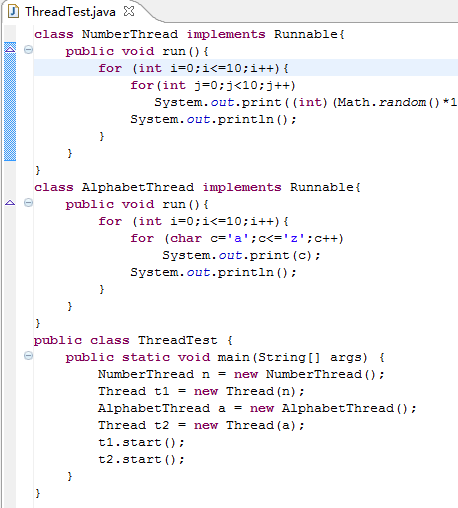 ThreadTest.java
class NumberThread implements Runnable{
public void run(){
for (int i=0;i<=10;i++){
for(int j=0;j<10;j++)
System.out.print((int)(Math.random()*1
System.out.println();
}
}
}
class AlphabetThread implements Runnable{
public void run(){
for (int i=0;i<=10;i++){
for (char c='a';c<='z';c++)
System.out.print(c);
System.out.println();
}
}
}
public class ThreadTest {
public static void main(String[] args) {
NumberThread n = new NumberThread();
Thread t1 = new Thread(n);
AlphabetThread a = new AlphabetThread();
Thread t2 = new Thread(a);
t1.start();
t2.start();
}
}